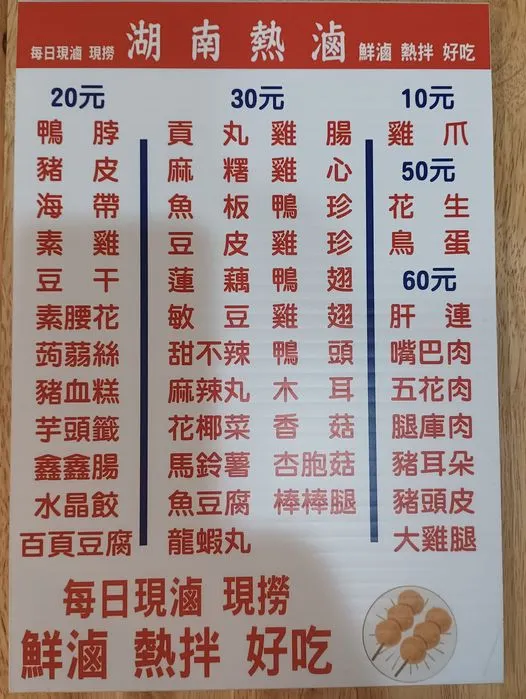 每日現滷 現撈 湖南熱滷 鮮滷 熱拌 好吃
20元
鴨脖
豬皮
海帶
素雞
豆干
素腰花
蒟蒻絲
豬血糕
芋頭籤
鑫鑫腸
水晶餃
百頁豆腐
30元
貢丸 雞腸
麻糬 雞心
魚板 鴨珍
豆皮 雞珍
蓮藕 鴨翅
敏豆 雞翅
甜不辣 鴨頭
麻辣丸 木耳
花椰菜 香菇
馬鈴薯 杏胞菇
魚豆腐 棒棒腿
龍蝦丸
10元
雞爪
50元
花生
鳥蛋
60元
肝連
嘴巴肉
五花肉
腿庫肉
豬耳朵
豬頭皮
大雞腿
每日現滷 現撈
鮮滷 熱拌 好吃